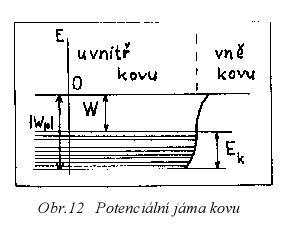 E uvnitř vně
kovu kovu
0
|Wp| W
Ek
Obr.12 Potenciální jáma kovu